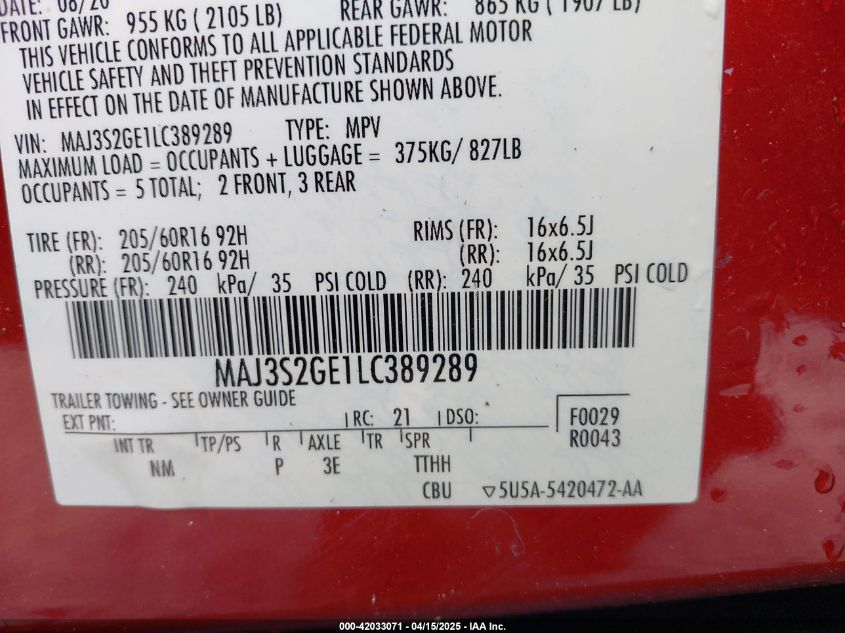 DATE: 08/20
FRONT GAWR: 955 KG ( 2105 LB) REAR GAWR: 865 KG ( 1907 LB)
THIS VEHICLE CONFORMS TO ALL APPLICABLE FEDERAL MOTOR
VEHICLE SAFETY AND THEFT PREVENTION STANDARDS
IN EFFECT ON THE DATE OF MANUFACTURE SHOWN ABOVE.
VIN: MAJ3S2GE1LC389289 TYPE: MPV
MAXIMUM LOAD = OCCUPANTS + LUGGAGE = 375KG/ 827LB
OCCUPANTS = 5 TOTAL; 2 FRONT, 3 REAR
TIRE (FR): 205/60R16 92H RIMS (FR): 16x6.5J
(RR): 205/60R16 92H (RR): 16x6.5J
PRESSURE (FR): 240 kPa/ 35 PSI COLD (RR): 240 kPa/ 35 PSI COLD
MAJ3S2GE1LC389289
TRAILER TOWING - SEE OWNER GUIDE
EXT PNT: RC: 21 DSO: F0029
R0043
INT TR TP/PS R AXLE TR SPR
NM P 3E TTHH
CBU ▽5U5A-5420472-AA
000-42033071 - 04/15/2025 - IAA Inc.